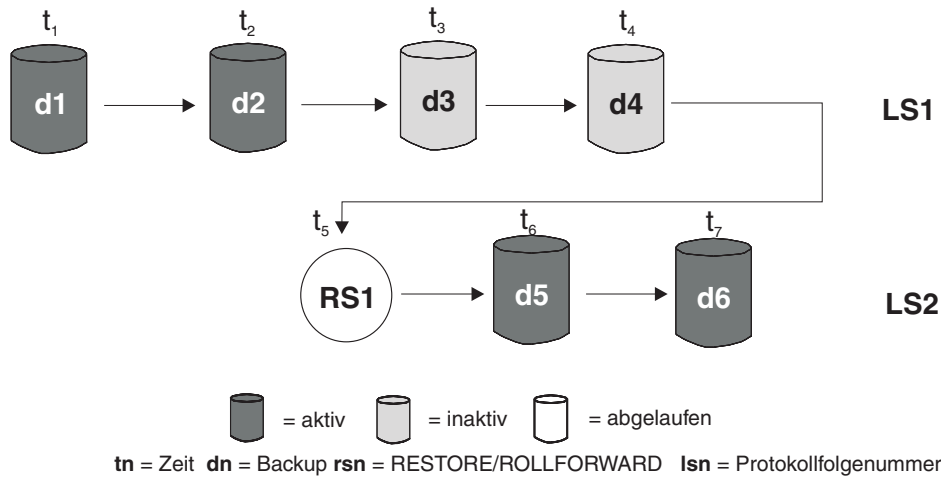 t1 t2 t3 t4
d1 d2 d3 d4 LS1
t5 t6 t7
RS1 d5 d6 LS2
= aktiv = inaktiv = abgelaufen
tn = Zeit dn = Backup rsn = RESTORE/ROLLFORWARD lsn = Protokollfolgenummer